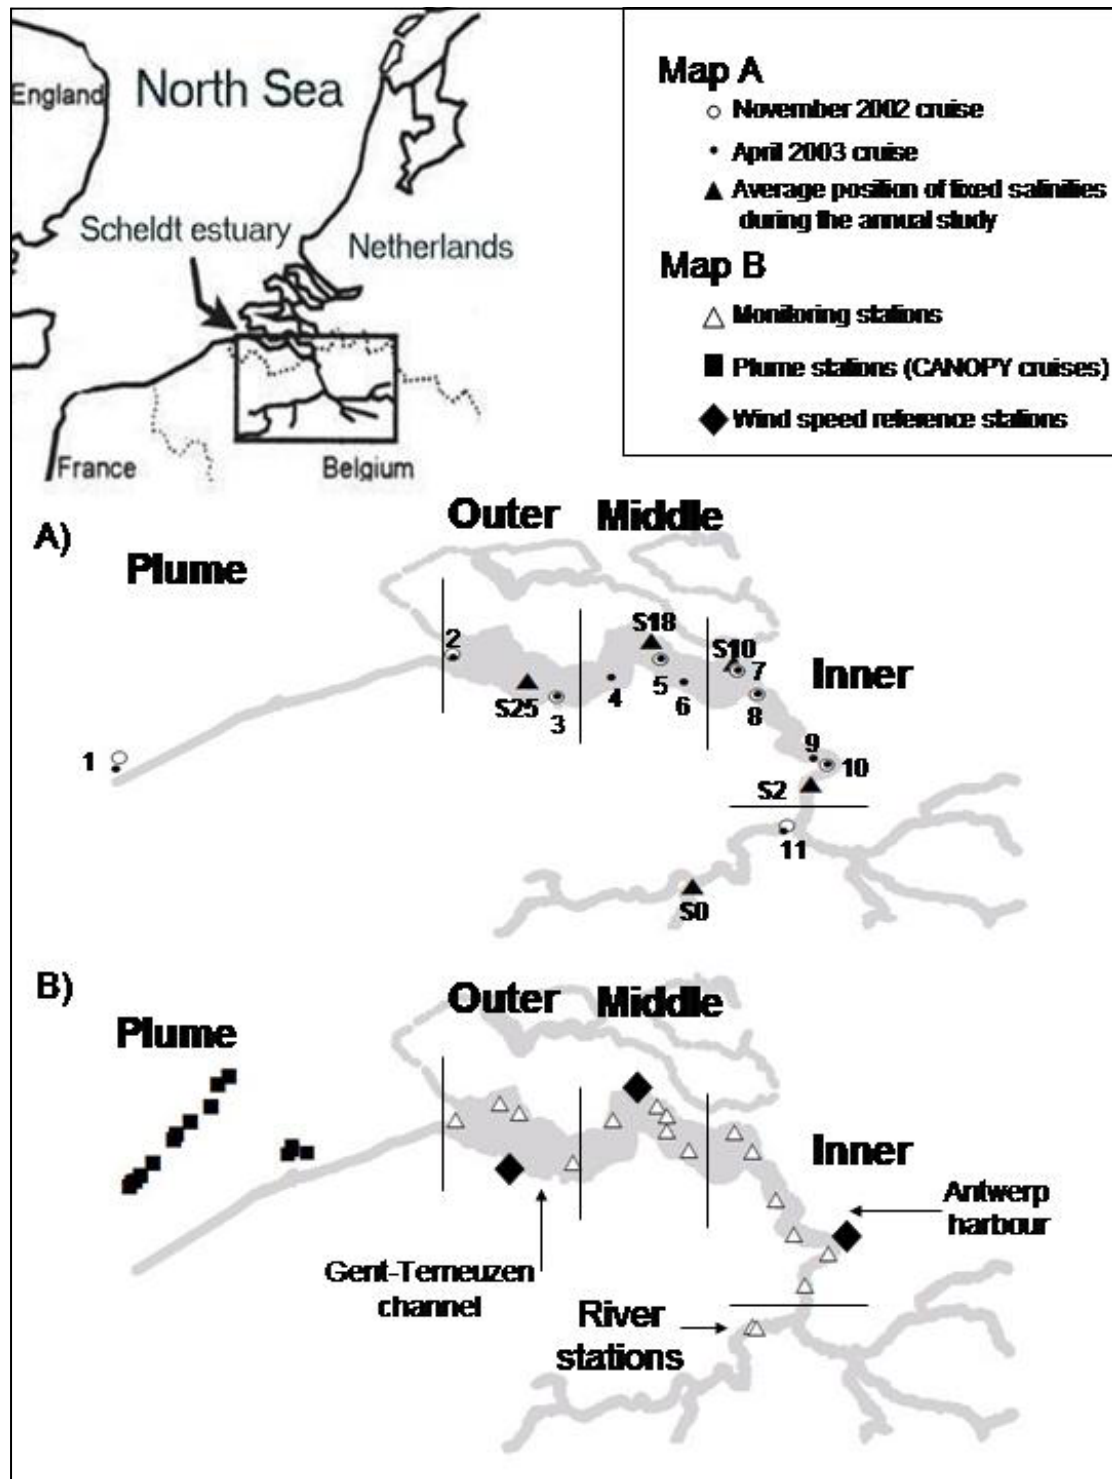 England
North Sea
Scheldt estuary
Netherlands
France
Belgium
Map A
November 2002 cruise
April 2003 cruise
Average position of fixed salinities
during the annual study
Map B
Monitoring stations
Plume stations (CANOPY cruises)
Wind speed reference stations
A)
Outer
Middle
Plume
Inner
S18
S10
2
7
5
S25
3
4
6
8
1
9
10
S2
11
S0
B)
Outer
Middle
Plume
Inner
Antwerp
harbour
Gent-Terneuzen
channel
River
stations